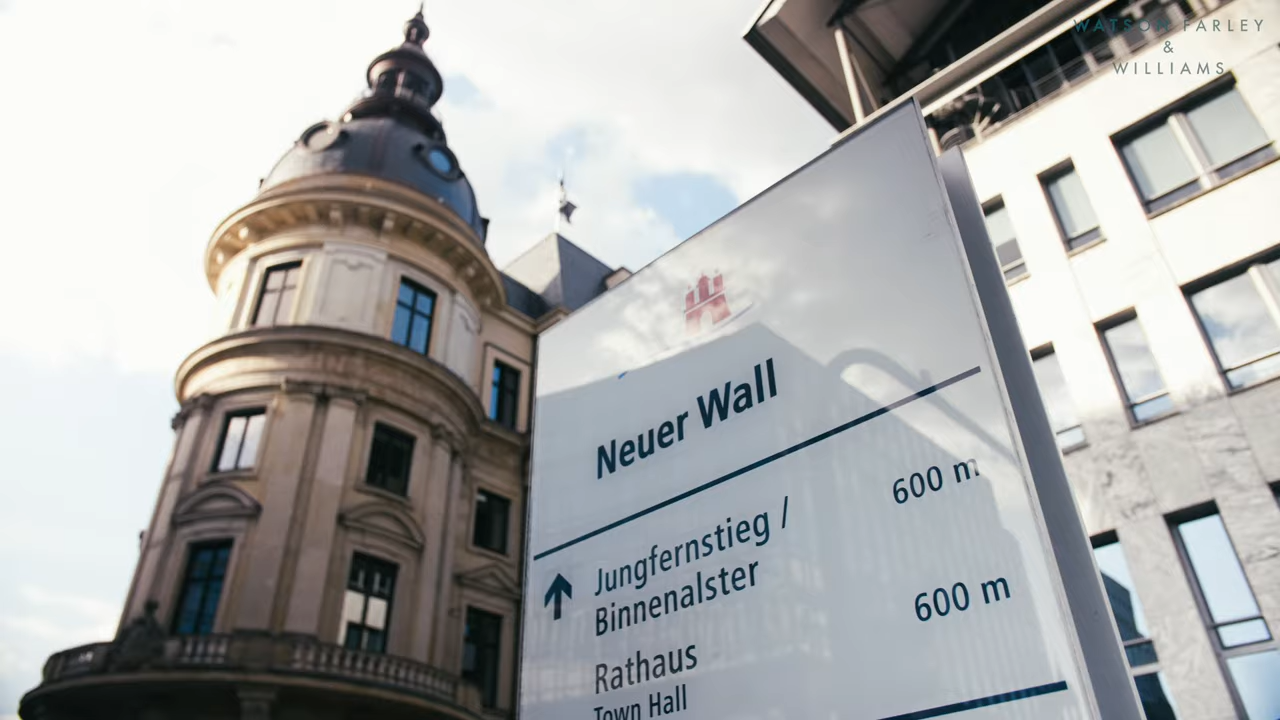 WATSON FARLEY
&
WILLIAMS
Neuer Wall
Jungfernstieg /
Binnenalster
600 m
Rathaus
Town Hall
600 m